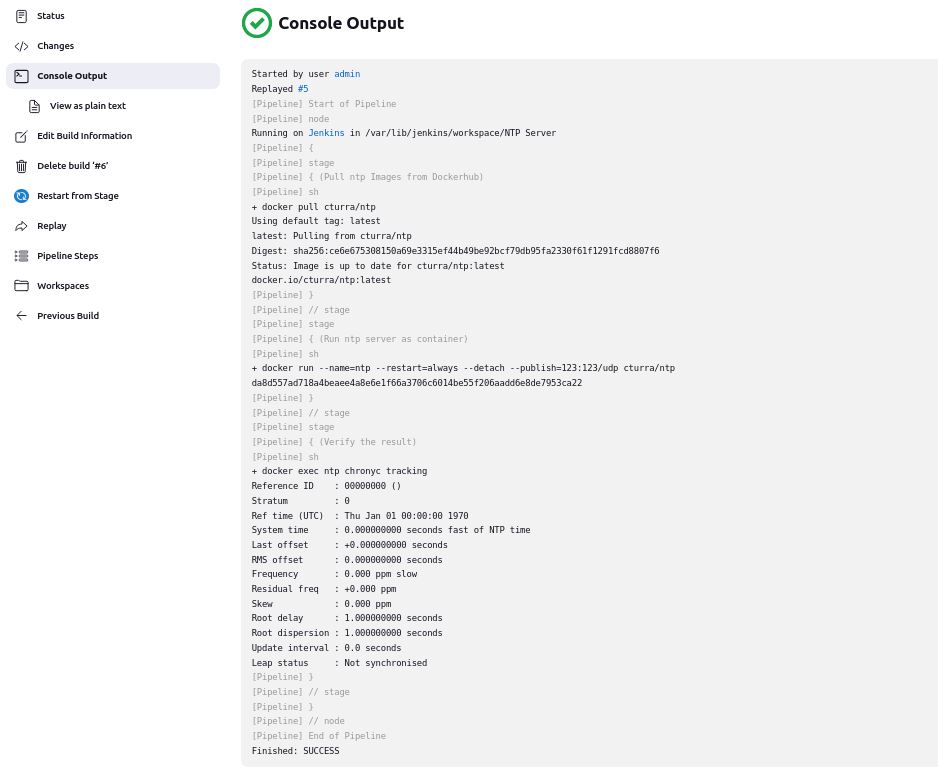 Status
Changes
Console Output
View as plain text
Edit Build Information
Delete build ‘#6’
Restart from Stage
Replay
Pipeline Steps
Workspaces
Previous Build
Console Output
Started by user admin
Replayed #5
[Pipeline] Start of Pipeline
[Pipeline] node
Running on Jenkins in /var/lib/jenkins/workspace/NTP Server
[Pipeline] {
[Pipeline] stage
[Pipeline] { (Pull ntp Images from Dockerhub)
[Pipeline] sh
+ docker pull cturra/ntp
Using default tag: latest
latest: Pulling from cturra/ntp
Digest: sha256:ce6e675308150a69e3315ef44b49be92bcf79db95fa2330f61f1291fcd8807f6
Status: Image is up to date for cturra/ntp:latest
docker.io/cturra/ntp:latest
[Pipeline] }
[Pipeline] // stage
[Pipeline] stage
[Pipeline] { (Run ntp server as container)
[Pipeline] sh
+ docker run --name=ntp --restart=always --detach --publish=123:123/udp cturra/ntp
da8d557ad718a4beaee4a8e6e1f66a3706c6014be55f206aadd6e8de7953ca22
[Pipeline] }
[Pipeline] // stage
[Pipeline] stage
[Pipeline] { (Verify the result)
[Pipeline] sh
+ docker exec ntp chronyc tracking
Reference ID    : 00000000 ()
Stratum         : 0
Ref time (UTC)  : Thu Jan 01 00:00:00 1970
System time     : 0.000000000 seconds fast of NTP time
Last offset     : +0.000000000 seconds
RMS offset      : 0.000000000 seconds
Frequency       : 0.000 ppm slow
Residual freq   : +0.000 ppm
Skew            : 0.000 ppm
Root delay      : 1.000000000 seconds
Root dispersion : 1.000000000 seconds
Update interval : 0.0 seconds
Leap status     : Not synchronised
[Pipeline] }
[Pipeline] // stage
[Pipeline] }
[Pipeline] // node
[Pipeline] End of Pipeline
Finished: SUCCESS